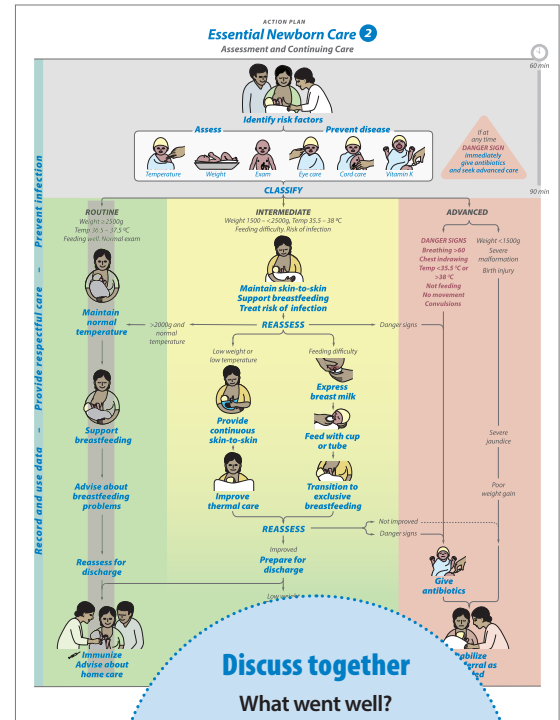 ACTION PLAN
Essential Newborn Care 2
Assessment and Continuing Care
60 min
Identify risk factors
Assess
Prevent disease
Temperature
Weight
Exam
Eye care
Cord care
Vitamin K
If at
any time
DANGER SIGN
immediately
give antibiotics
and seek advanced care
CLASSIFY
90 min
Prevent infection – Provide respectful care – Record and use data
ROUTINE
Weight >2500g
Temp 36.5 – 37.5 ºC
Feeding well. Normal exam
Maintain
normal
temperature
Support
breastfeeding
Advise about
breastfeeding
problems
Reassess for
discharge
Immunize
Advise about
home care
INTERMEDIATE
Weight 1500 – <2500g, Temp 35.5 – 38 ºC
Feeding difficulty, Risk of infection
Maintain skin-to-skin
Support breastfeeding
Treat risk of infection
REASSESS
>2000g and
normal
temperature
Danger signs
Low weight or
low temperature
Feeding difficulty
Provide
continuous
skin-to-skin
Express
breast milk
Feed with cup
or tube
Improve
thermal care
Transition to
exclusive
breastfeeding
REASSESS
Not improved
Danger signs
Improved
Prepare for
discharge
ADVANCED
DANGER SIGNS
Breathing >60
Chest indrawing
Temp <35.5 ºC or
>38 ºC
Not feeding
No movement
Convulsions
Weight <1500g
Severe
malformation
Birth injury
Severe
jaundice
Poor
weight gain
Give
antibiotics
Discuss together
What went well?